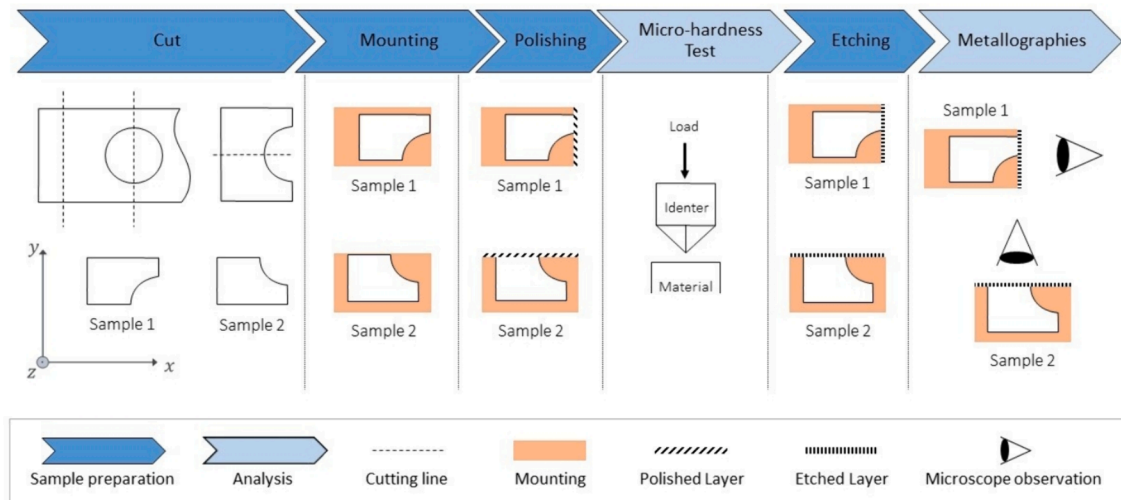 Cut
Mounting
Polishing
Micro-hardness
Test
Etching
Metallographies
Sample 1
Sample 1
Load
Identer
Material
Sample 1
Sample 1
y
x
z
Sample 1
Sample 2
Sample 2
Sample 2
Sample 2
Sample 2
Sample preparation
Analysis
Cutting line
Mounting
Polished Layer
Etched Layer
Microscope observation